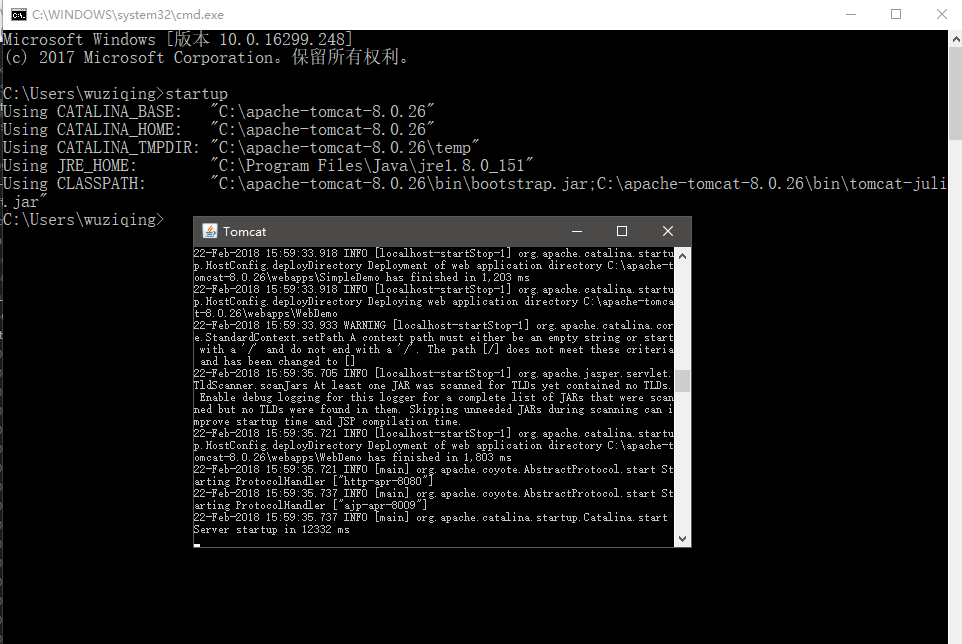 C:\WINDOWS\system32\cmd.exe
Microsoft Windows [版本 10.0.16299.248]
(c) 2017 Microsoft Corporation。保留所有权利。
C:\Users\wuziqing>startup
Using CATALINA_BASE:   "C:\apache-tomcat-8.0.26"
Using CATALINA_HOME:   "C:\apache-tomcat-8.0.26"
Using CATALINA_TMPDIR: "C:\apache-tomcat-8.0.26\temp"
Using JRE_HOME:        "C:\Program Files\Java\jre1.8.0_151"
Using CLASSPATH:       "C:\apache-tomcat-8.0.26\bin\bootstrap.jar;C:\apache-tomcat-8.0.26\bin\tomcat-juli
.jar"
C:\Users\wuziqing>
Tomcat
22-Feb-2018 15:59:33.918 INFO [localhost-startStop-1] org.apache.catalina.startu
p.HostConfig.deployDirectory Deployment of web application directory C:\apache-t
omcat-8.0.26\webapps\SimpleDemo has finished in 1,203 ms
22-Feb-2018 15:59:33.918 INFO [localhost-startStop-1] org.apache.catalina.startu
p.HostConfig.deployDirectory Deploying web application directory C:\apache-tomca
t-8.0.26\webapps\WebDemo
22-Feb-2018 15:59:33.933 WARNING [localhost-startStop-1] org.apache.catalina.cor
e.StandardContext.setPath A context path must either be an empty string or start
 with a '/' and do not end with a '/'. The path [/] does not meet these criteria
 and has been changed to []
22-Feb-2018 15:59:35.705 INFO [localhost-startStop-1] org.apache.jasper.servlet.
TldScanner.scanJars At least one JAR was scanned for TLDs yet contained no TLDs.
 Enable debug logging for this logger for a complete list of JARs that were scan
ned but no TLDs were found in them. Skipping unneeded JARs during scanning can i
mprove startup time and JSP compilation time.
22-Feb-2018 15:59:35.721 INFO [localhost-startStop-1] org.apache.catalina.startu
p.HostConfig.deployDirectory Deployment of web application directory C:\apache-t
omcat-8.0.26\webapps\WebDemo has finished in 1,803 ms
22-Feb-2018 15:59:35.721 INFO [main] org.apache.coyote.AbstractProtocol.start St
arting ProtocolHandler ["http-apr-8080"]
22-Feb-2018 15:59:35.737 INFO [main] org.apache.coyote.AbstractProtocol.start St
arting ProtocolHandler ["ajp-apr-8009"]
22-Feb-2018 15:59:35.737 INFO [main] org.apache.catalina.startup.Catalina.start
Server startup in 12332 ms